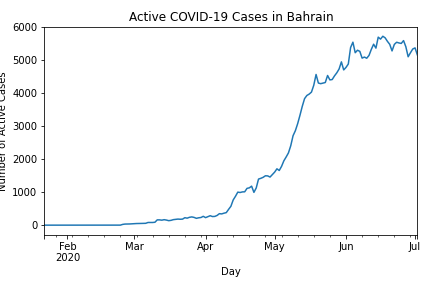 Active COVID-19 Cases in Bahrain
Number of Active Cases
6000
5000
4000
3000
2000
1000
0
Feb Mar Apr May Jun Jul
2020
Day